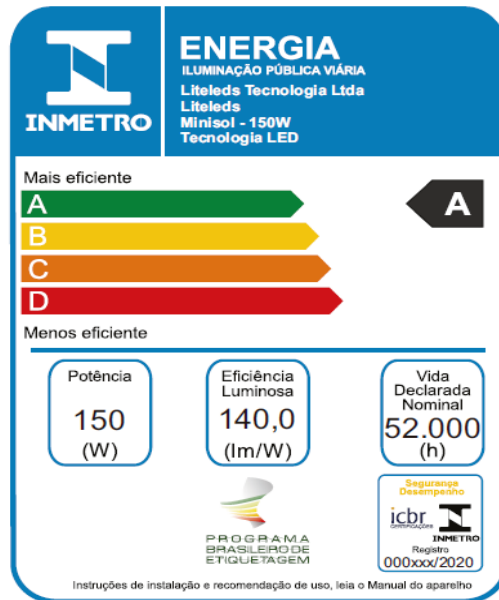 INMETRO
ENERGIA
ILUMINAÇÃO PÚBLICA VIÁRIA
Liteleds Tecnologia Ltda
Liteleds
Minisol - 150W
Tecnologia LED
Mais eficiente
A
A
B
C
D
Menos eficiente
Potência
150
(W)
Eficiência
Luminosa
140,0
(lm/W)
Vida
Declarada
Nominal
52.000
(h)
PROGRAMA
BRASILEIRO DE
ETIQUETAGEM
Segurança
Desempenho
icbr
CERTIFICAÇÕES
INMETRO
Registro
000xxx/2020
Instruções de instalação e recomendação de uso, leia o Manual do aparelho